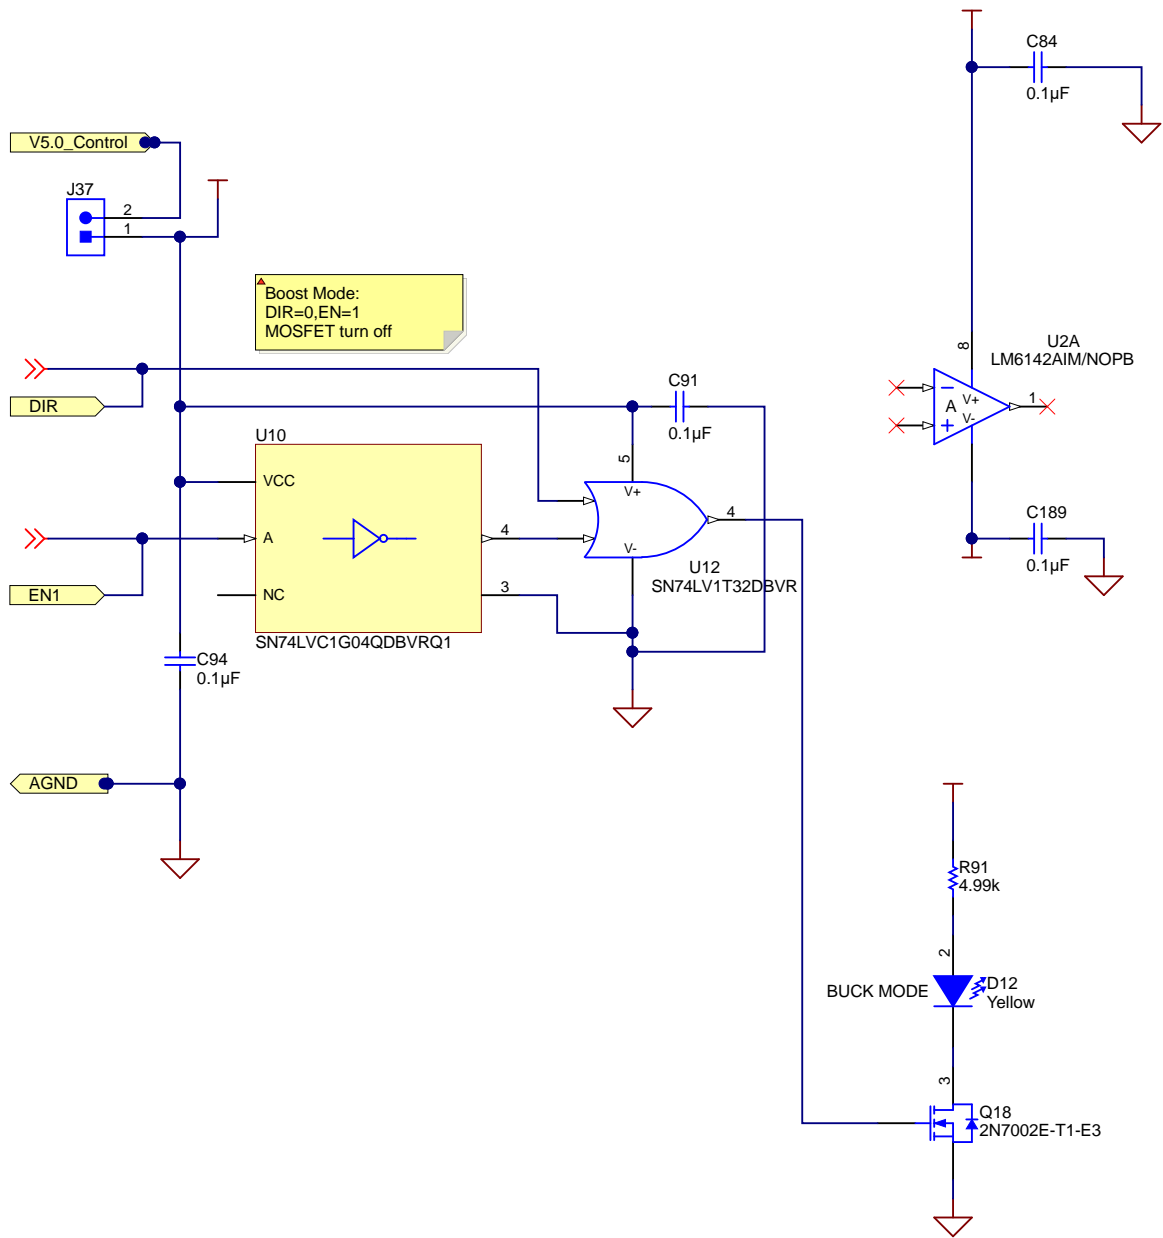 C84
0.1µF
V5.0_Control
J37
2
1
Boost Mode:
DIR=0,EN=1
MOSFET turn off
DIR
C91
0.1µF
U2A
LM6142AIM/NOPB
8
V+
A
V-
1
U10
VCC
A
NC
4
3
SN74LVC1G04QDBVRQ1
5
V+
V-
4
U12
SN74LV1T32DBVR
C189
0.1µF
EN1
C94
0.1µF
AGND
R91
4.99k
2
BUCK MODE
D12
Yellow
3
Q18
2N7002E-T1-E3